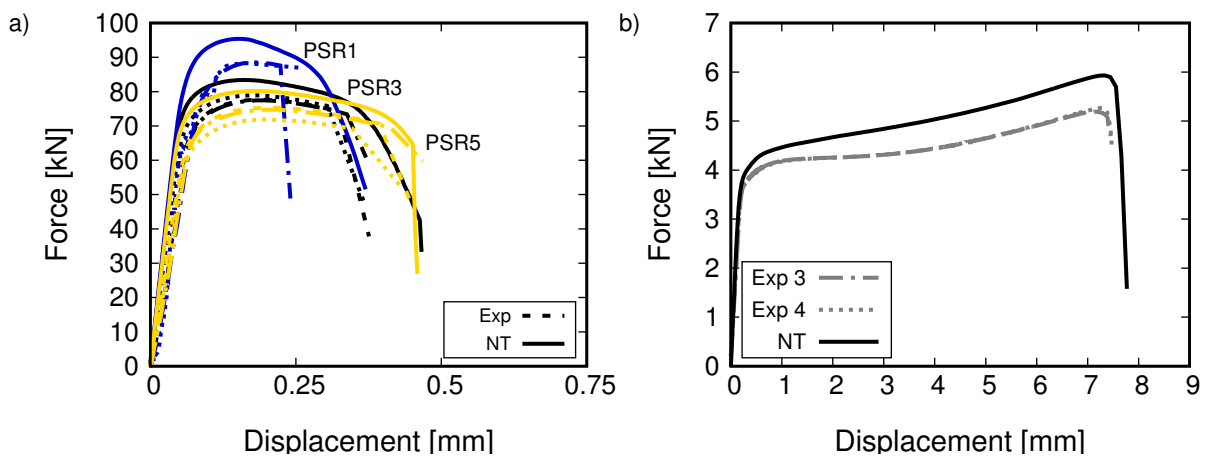 a)
100
90
80
70
60
50
40
30
20
10
0
Force [kN]
0
0.25
0.5
0.75
Displacement [mm]
PSR1
PSR3
PSR5
Exp
NT
b)
7
6
5
4
3
2
1
0
Force [kN]
0 1 2 3 4 5 6 7 8 9
Displacement [mm]
Exp 3
Exp 4
NT